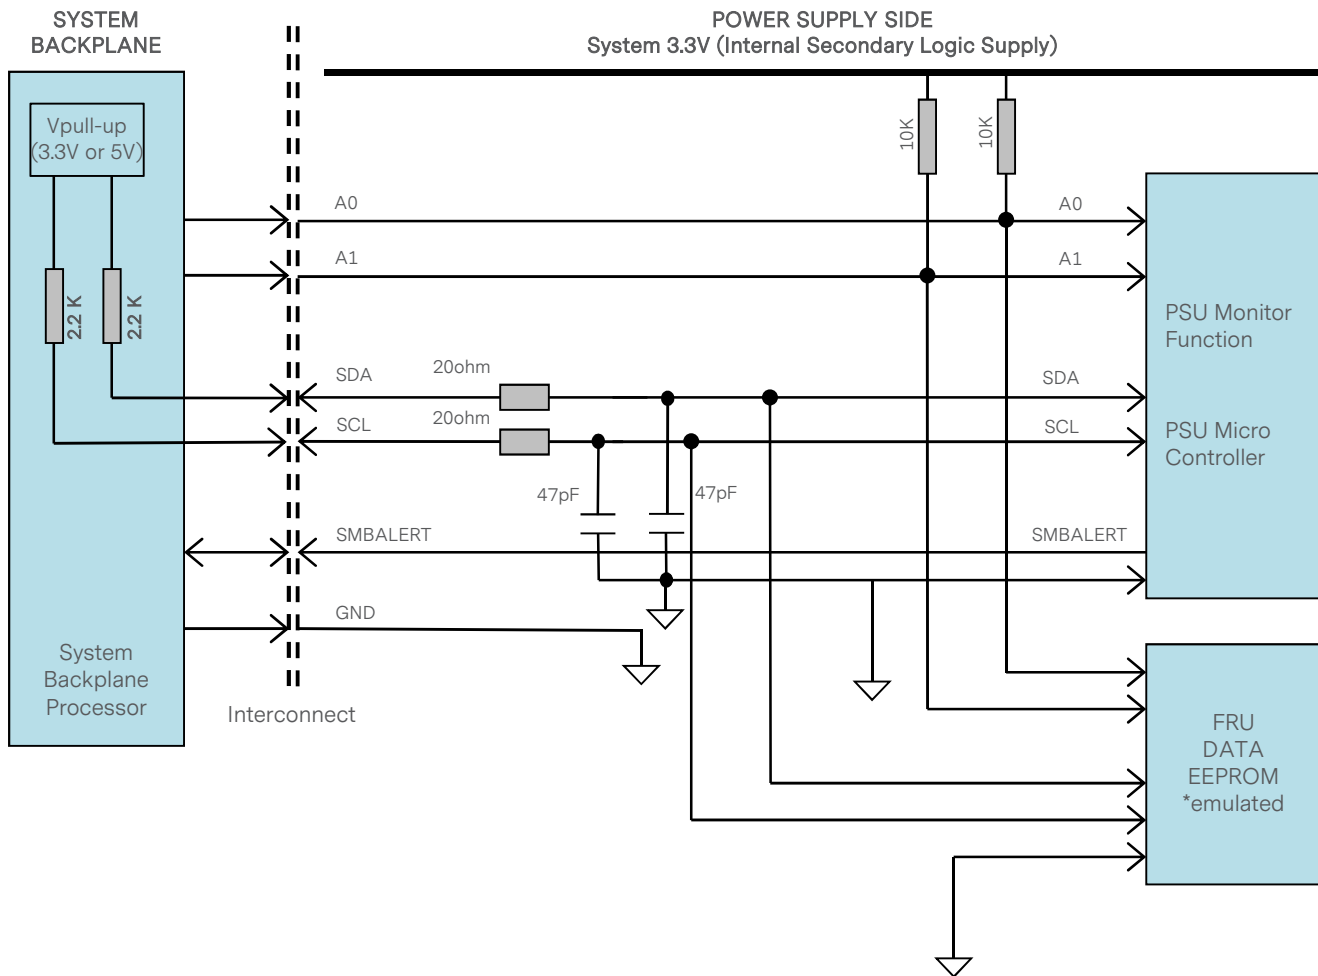 SYSTEM
BACKPLANE
POWER SUPPLY SIDE
System 3.3V (Internal Secondary Logic Supply)
Vpull-up
(3.3V or 5V)
10K
10K
A0
A0
A1
A1
2.2 K
2.2 K
PSU Monitor
Function
SDA
20ohm
SDA
SCL
20ohm
SCL
PSU Micro
Controller
47pF
47pF
SMBALERT
SMBALERT
GND
System
Backplane
Processor
Interconnect
FRU
DATA
EEPROM
*emulated